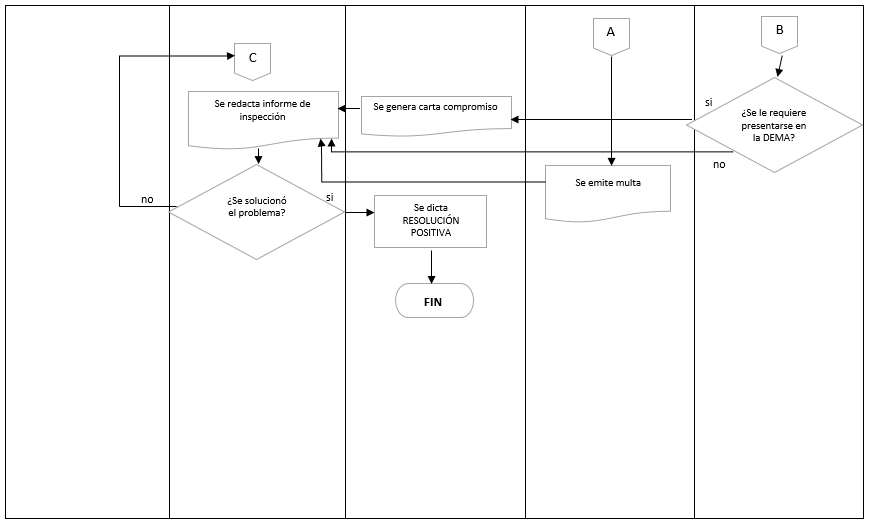 C
A
B
Se redacta informe de
inspección
Se genera carta compromiso
si
¿Se le requiere
presentarse en
la DEMA?
no
Se emite multa
no
¿Se solucionó
el problema?
si
Se dicta
RESOLUCIÓN
POSITIVA
FIN